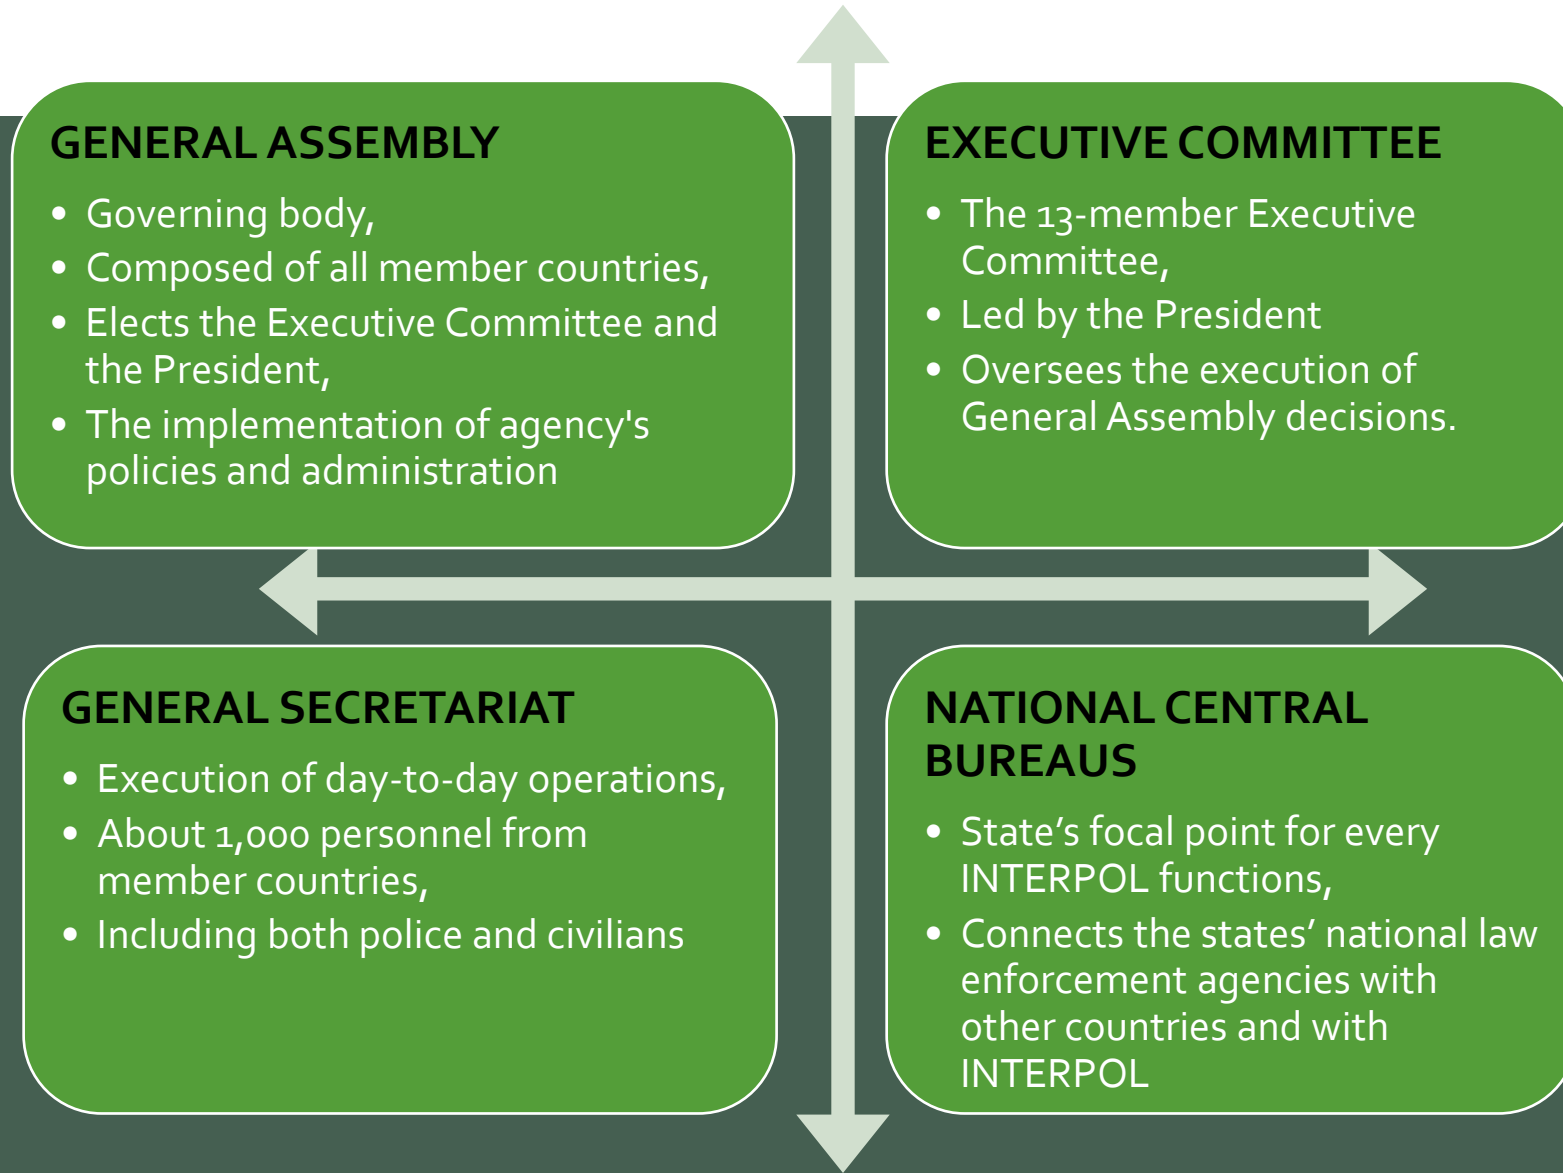 GENERAL ASSEMBLY
• Governing body,
• Composed of all member countries,
• Elects the Executive Committee and
the President,
• The implementation of agency's
policies and administration
EXECUTIVE COMMITTEE
• The 13-member Executive
Committee,
• Led by the President
• Oversees the execution of
General Assembly decisions.
GENERAL SECRETARIAT
• Execution of day-to-day operations,
• About 1,000 personnel from
member countries,
• Including both police and civilians
NATIONAL CENTRAL
BUREAUS
• State’s focal point for every
INTERPOL functions,
• Connects the states’ national law
enforcement agencies with
other countries and with
INTERPOL